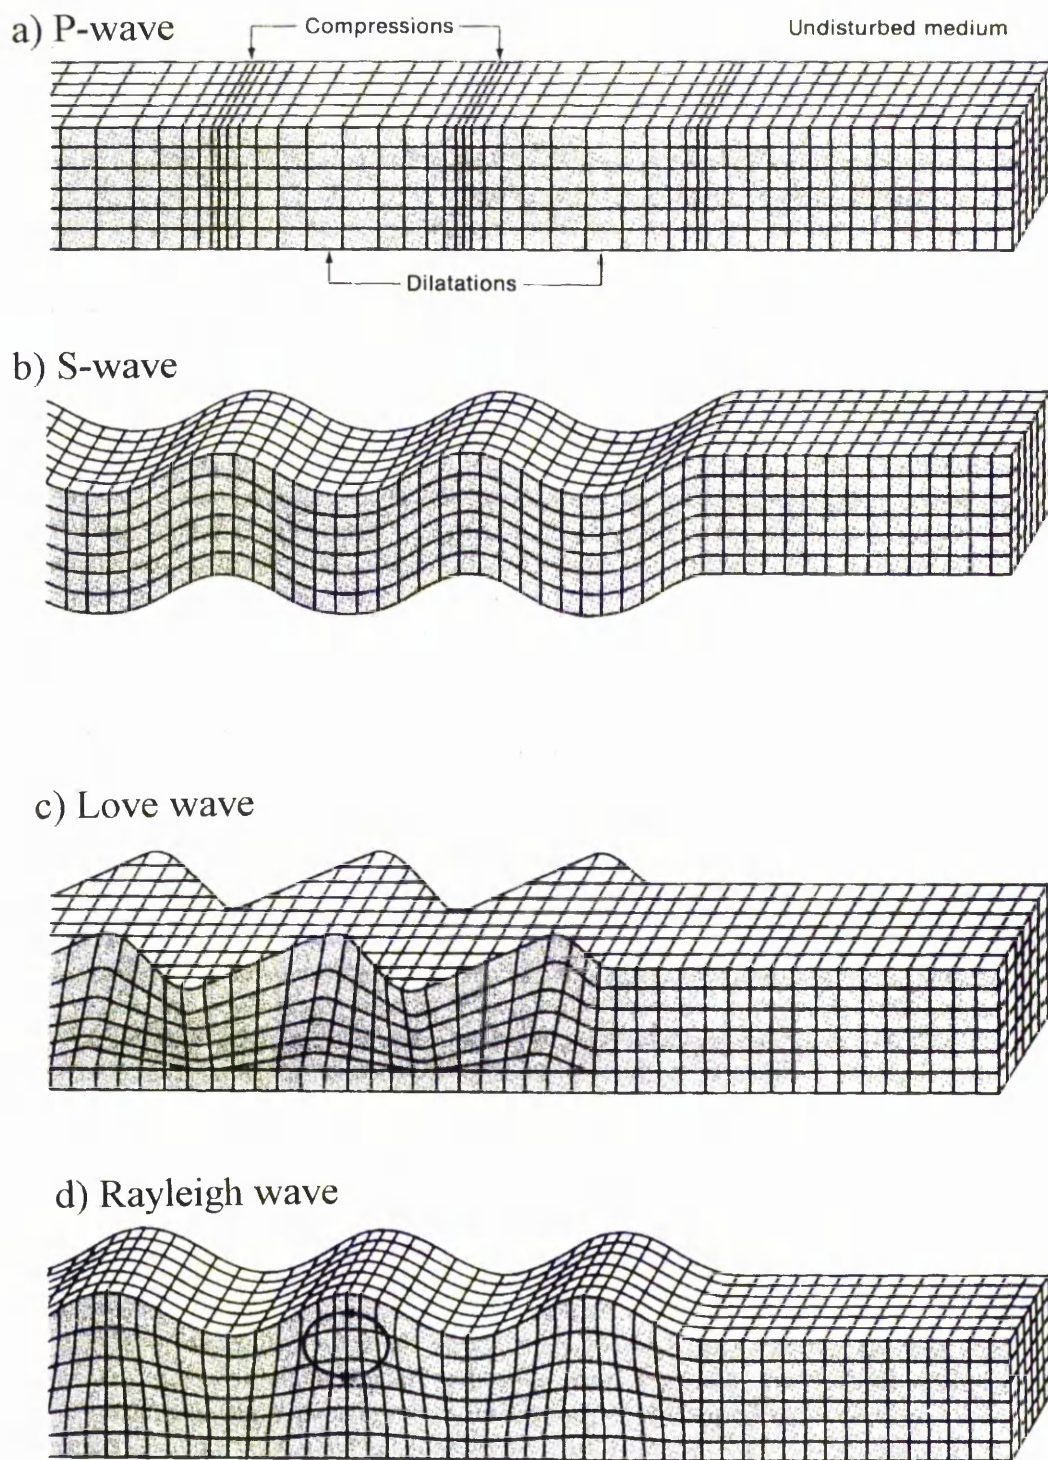 a) P-wave
Compressions
Undisturbed medium
Dilatations
b) S-wave
c) Love wave
d) Rayleigh wave